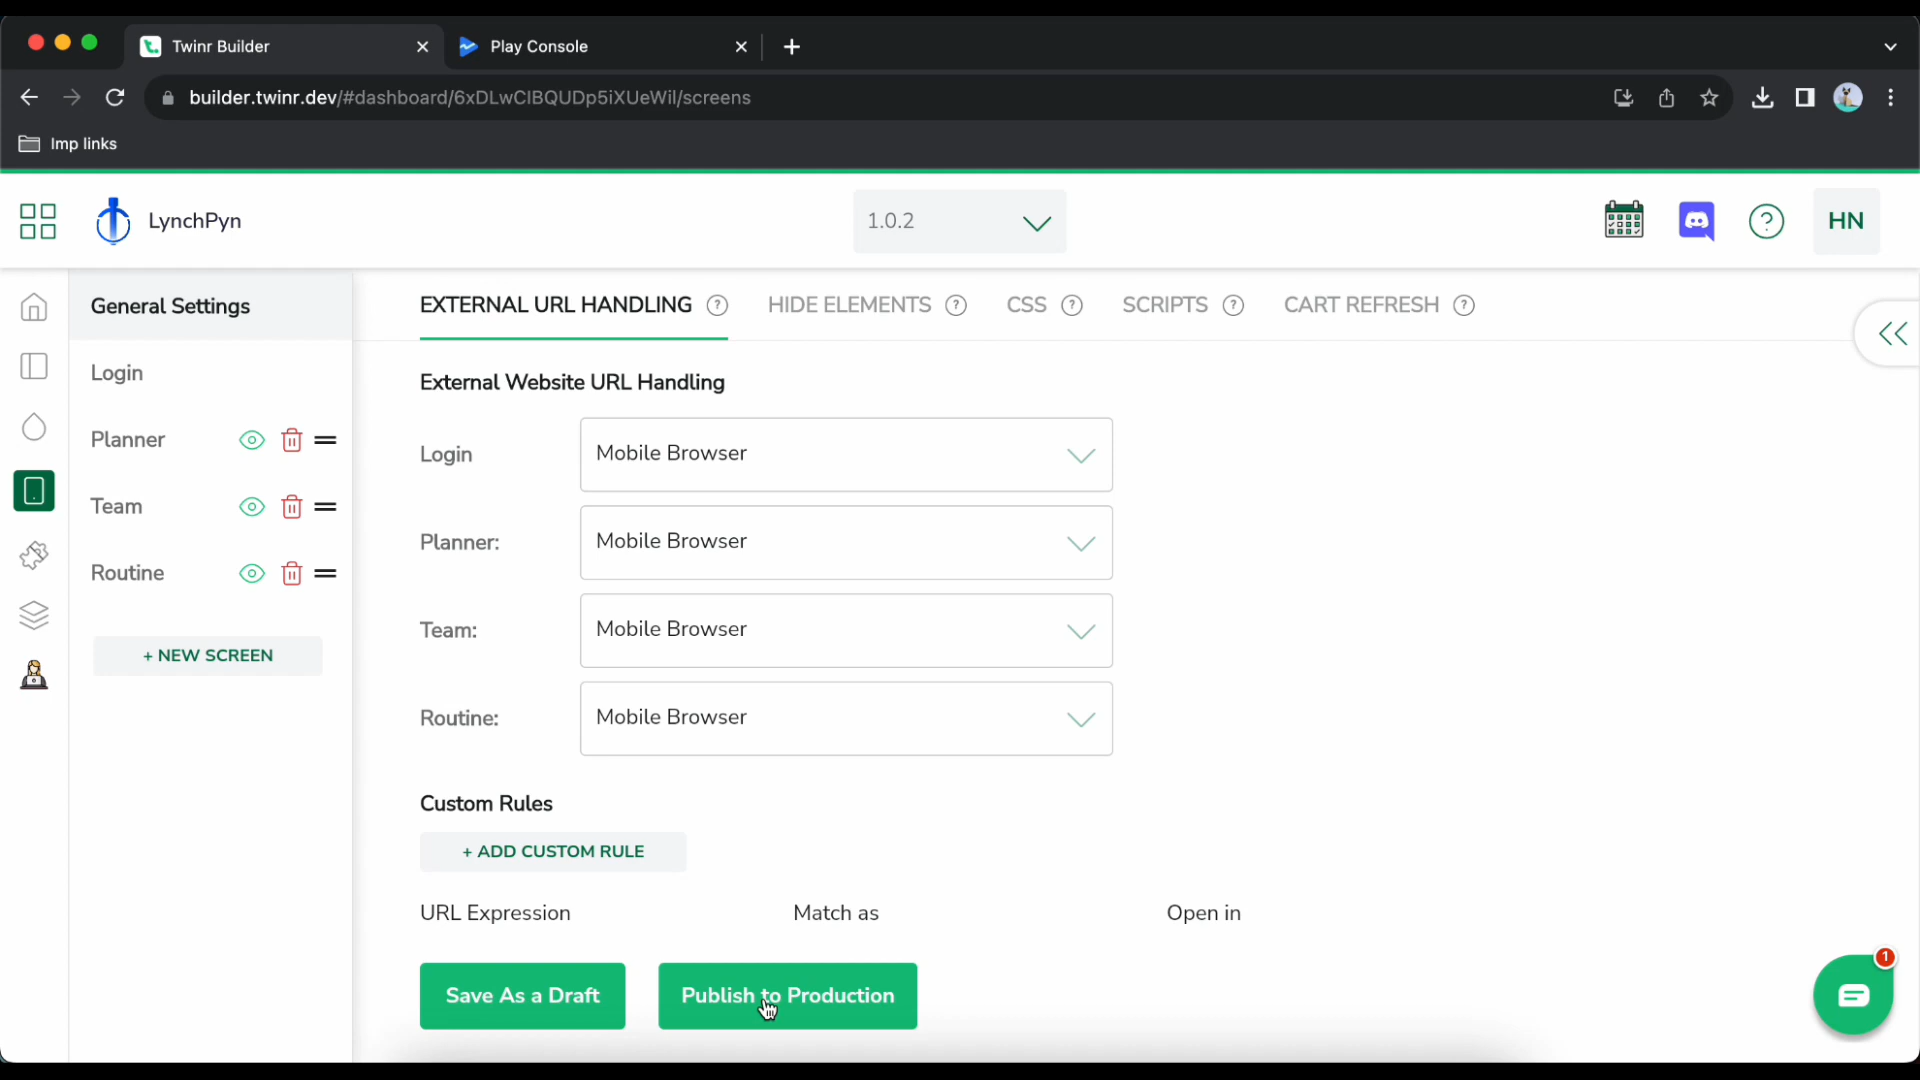 Twinr Builder
Play Console
builder.twinr.dev/#dashboard/6xDLwCIBQUDp5iXUeWil/screens
Imp links
LynchPyn
1.0.2
HN
General Settings
EXTERNAL URL HANDLING ?
HIDE ELEMENTS ?
CSS ?
SCRIPTS ?
CART REFRESH ?
Login
Planner
Team
Routine
+ NEW SCREEN
External Website URL Handling
Login
Mobile Browser
Planner:
Mobile Browser
Team:
Mobile Browser
Routine:
Mobile Browser
Custom Rules
+ ADD CUSTOM RULE
URL Expression
Match as
Open in
Save As a Draft
Publish to Production
1